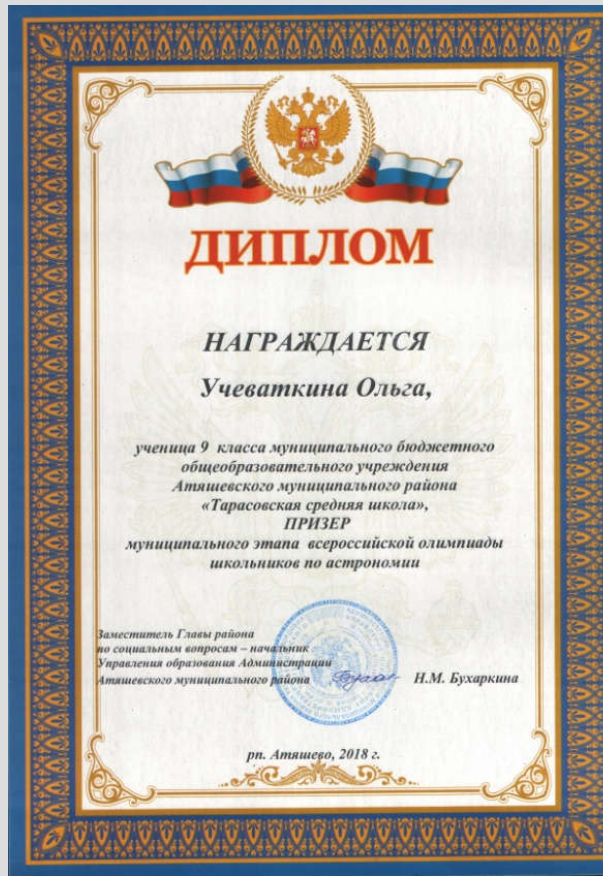 ДИПЛОМ
НАГРАЖДАЕТСЯ
Учеваткина Ольга,
ученица 9 класса муниципального бюджетного
общеобразовательного учреждения
Атяшевского муниципального района
«Тарасовская средняя школа»,
ПРИЗЕР
муниципального этапа всероссийской олимпиады
школьников по астрономии
Заместитель Главы района
по социальным вопросам – начальник
Управления образования Администрации
Атяшевского муниципального района Н.М. Бухаркина
рп. Атяшево, 2018 г.